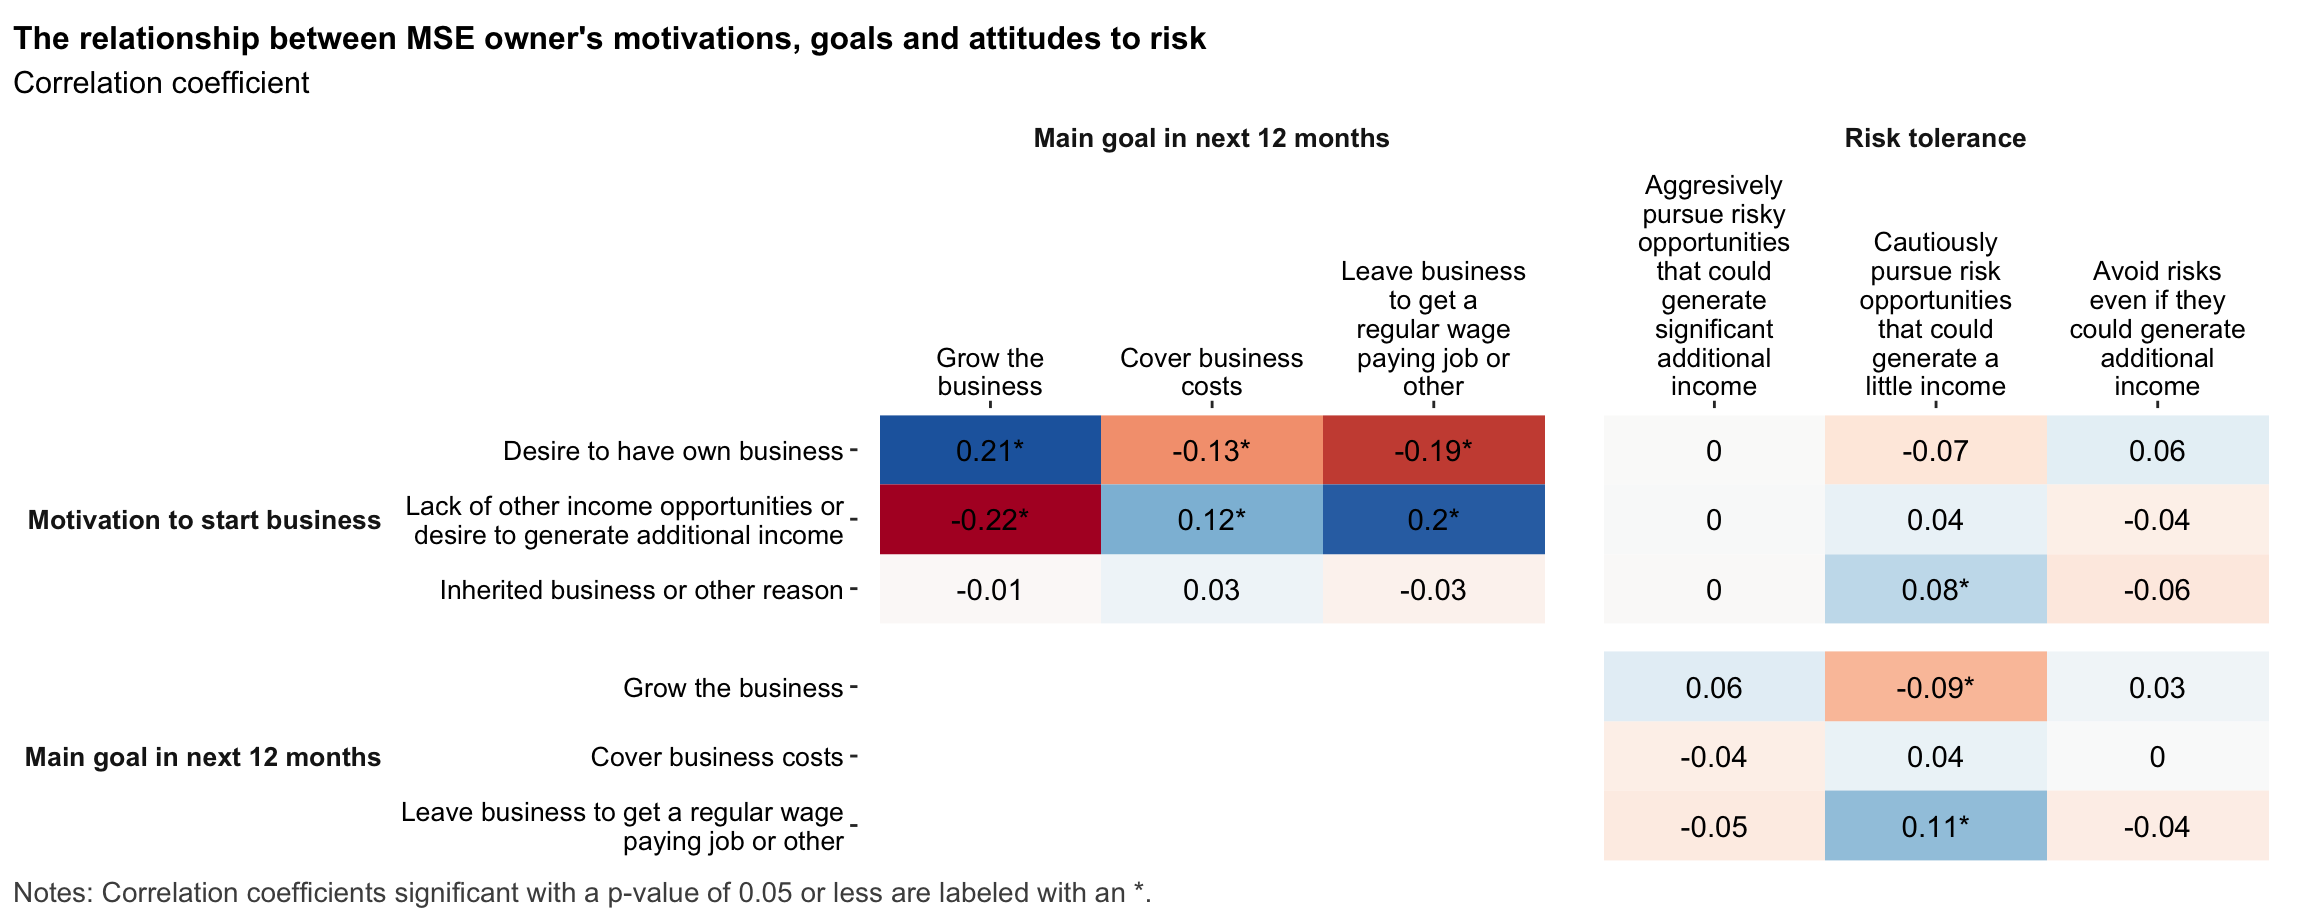 The relationship between MSE owner's motivations, goals and attitudes to risk
Correlation coefficient
Main goal in next 12 months
Risk tolerance
Grow the
business
Cover business
costs
Leave business
to get a
regular wage
paying job or
other
Aggresively
pursue risky
opportunities
that could
generate
significant
additional
income
Cautiously
pursue risk
opportunities
that could
generate a
little income
Avoid risks
even if they
could generate
additional
income
Motivation to start business
Desire to have own business
0.21* -0.13* -0.19* 0 -0.07 0.06
Lack of other income opportunities or
desire to generate additional income
-0.22* 0.12* 0.2* 0 0.04 -0.04
Inherited business or other reason
-0.01 0.03 -0.03 0 0.08* -0.06
Main goal in next 12 months
Grow the business
0.06 -0.09* 0.03
Cover business costs
-0.04 0.04 0
Leave business to get a regular wage
paying job or other
-0.05 0.11* -0.04
Notes: Correlation coefficients significant with a p-value of 0.05 or less are labeled with an *.